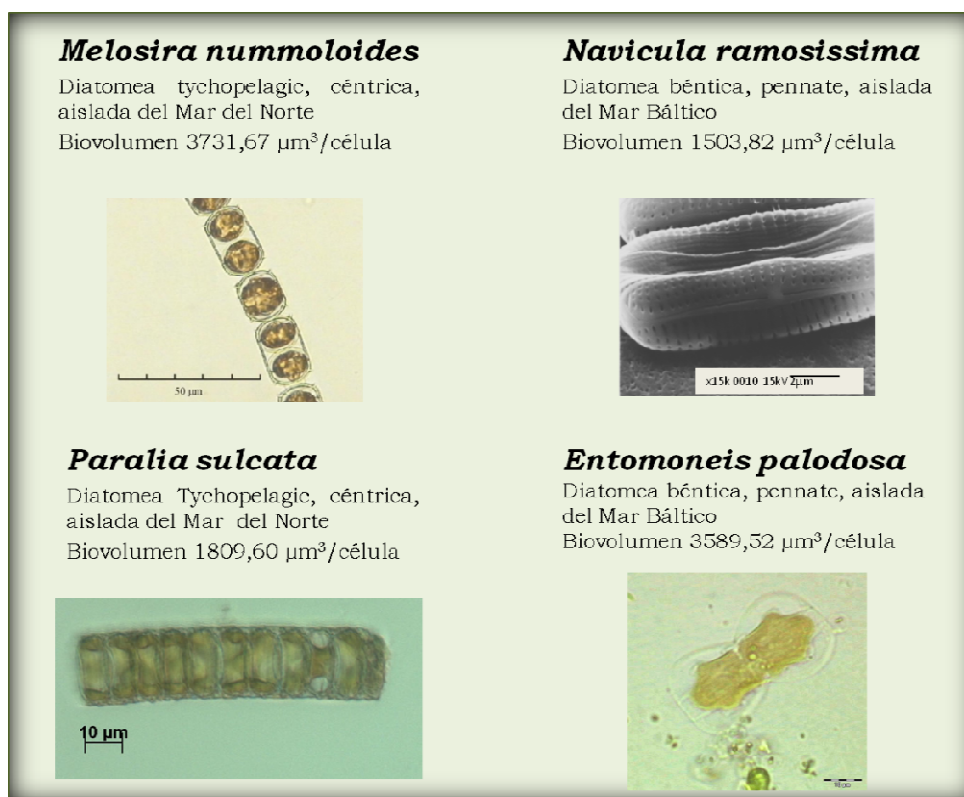 Melosira nummoloides
Diatomea tychopelagic, céntrica,
aislada del Mar del Norte
Biovolumen 3731,67 µm³/célula
50 µm
Navicula ramosissima
Diatomea béntica, pennate, aislada
del Mar Báltico
Biovolumen 1503,82 µm³/célula
x15k 0010 15kV 2µm
Paralia sulcata
Diatomea Tychopelagic, céntrica,
aislada del Mar del Norte
Biovolumen 1809,60 µm³/célula
10 µm
Entomoneis palodosa
Diatomea béntica, pennate, aislada
del Mar Báltico
Biovolumen 3589,52 µm³/célula